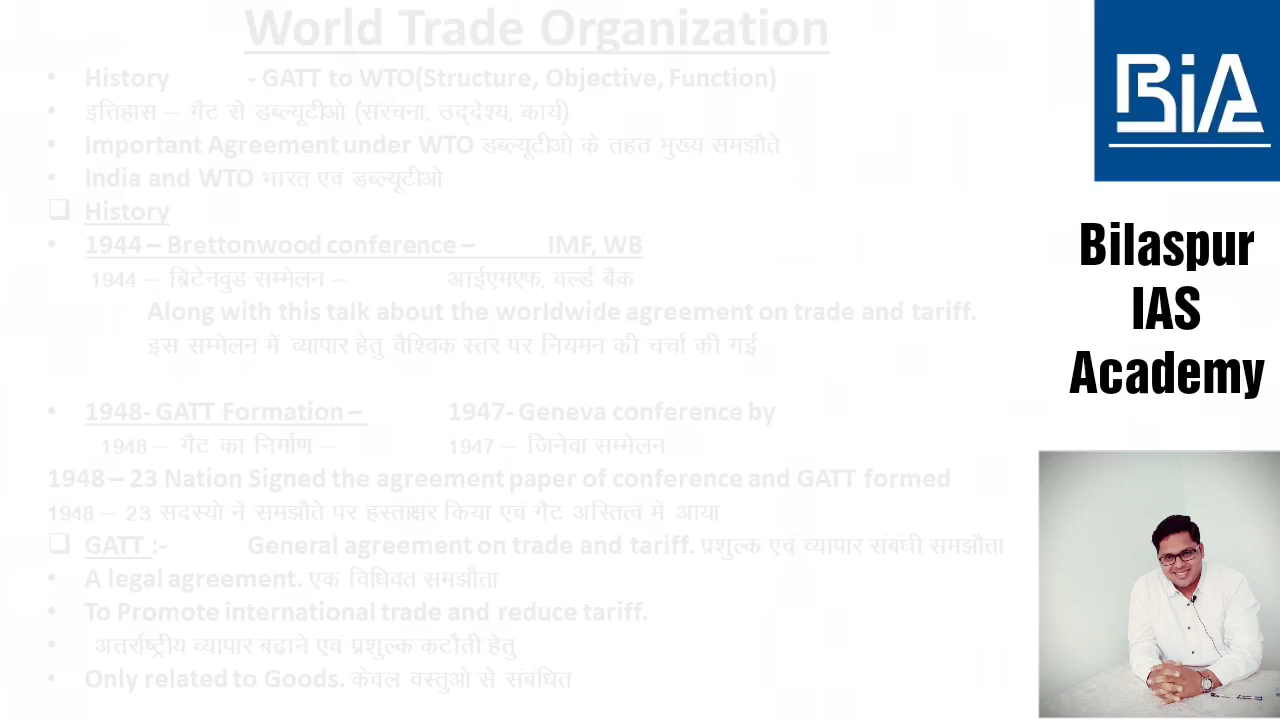 World Trade Organization
• History - GATT to WTO(Structure, Objective, Function)
• इतिहास – गैट से डब्ल्यूटीओ (संरचना, उद्देश्य, कार्य)
• Important Agreement under WTO डब्ल्यूटीओ के तहत मुख्य समझौते
• India and WTO भारत एवं डब्ल्यूटीओ
❑ History
• 1944 – Brettonwood conference – IMF, WB
1944 – ब्रिटेनवुड सम्मेलन – आईएमएफ, वर्ल्ड बैंक
Along with this talk about the worldwide agreement on trade and tariff.
इस सम्मेलन में व्यापार हेतु वैश्विक स्तर पर नियमन की चर्चा की गई
• 1948- GATT Formation – 1947- Geneva conference by
1948 – गैट का निर्माण – 1947 – जिनेवा सम्मेलन
1948 – 23 Nation Signed the agreement paper of conference and GATT formed
1948 – 23 सदस्यो ने समझौते पर हस्ताक्षर किया एवं गैट अस्तित्व में आया
❑ GATT :- General agreement on trade and tariff. प्रशुल्क एवं व्यापार संबंधी समझौता
• A legal agreement. एक विधिवत समझौता
• To Promote international trade and reduce tariff.
• अंतर्राष्ट्रीय व्यापार बढाने एवं प्रशुल्क कटौती हेतु
• Only related to Goods. केवल वस्तुओ से संबंधित
BiA
Bilaspur
IAS
Academy